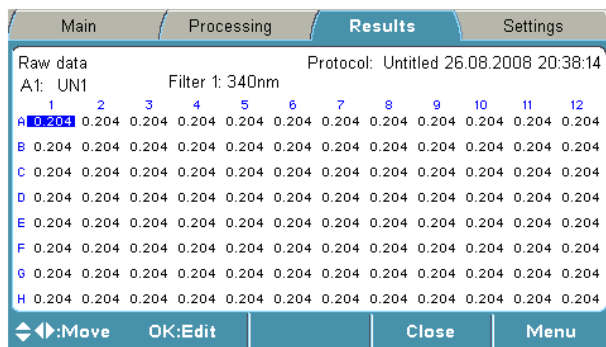 Main Processing Results Settings
Raw data Protocol: Untitled 26.08.2008 20:38:14
A1: UN1 Filter 1: 340nm
1 2 3 4 5 6 7 8 9 10 11 12
A 0.204 0.204 0.204 0.204 0.204 0.204 0.204 0.204 0.204 0.204 0.204 0.204
B 0.204 0.204 0.204 0.204 0.204 0.204 0.204 0.204 0.204 0.204 0.204 0.204
C 0.204 0.204 0.204 0.204 0.204 0.204 0.204 0.204 0.204 0.204 0.204 0.204
D 0.204 0.204 0.204 0.204 0.204 0.204 0.204 0.204 0.204 0.204 0.204 0.204
E 0.204 0.204 0.204 0.204 0.204 0.204 0.204 0.204 0.204 0.204 0.204 0.204
F 0.204 0.204 0.204 0.204 0.204 0.204 0.204 0.204 0.204 0.204 0.204 0.204
G 0.204 0.204 0.204 0.204 0.204 0.204 0.204 0.204 0.204 0.204 0.204 0.204
H 0.204 0.204 0.204 0.204 0.204 0.204 0.204 0.204 0.204 0.204 0.204 0.204
:Move OK:Edit Close Menu